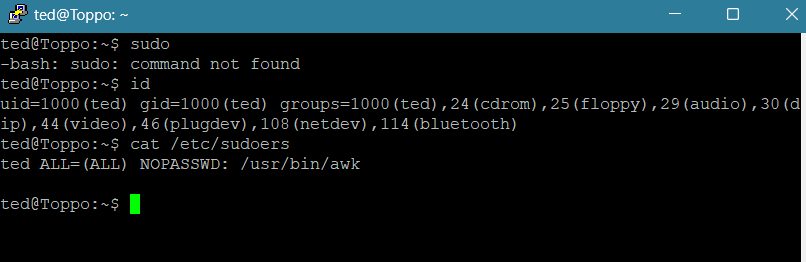 ted@Toppo: ~
ted@Toppo:~$ sudo
-bash: sudo: command not found
ted@Toppo:~$ id
uid=1000(ted) gid=1000(ted) groups=1000(ted),24(cdrom),25(floppy),29(audio),30(d
ip),44(video),46(plugdev),108(netdev),114(bluetooth)
ted@Toppo:~$ cat /etc/sudoers
ted ALL=(ALL) NOPASSWD: /usr/bin/awk
ted@Toppo:~$